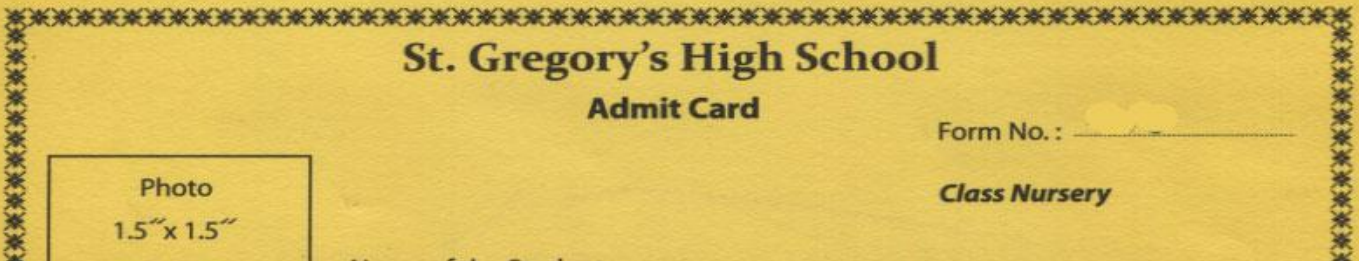 St. Gregory's High School
Admit Card
Form No. :
Class Nursery
Photo
1.5˝x 1.5˝